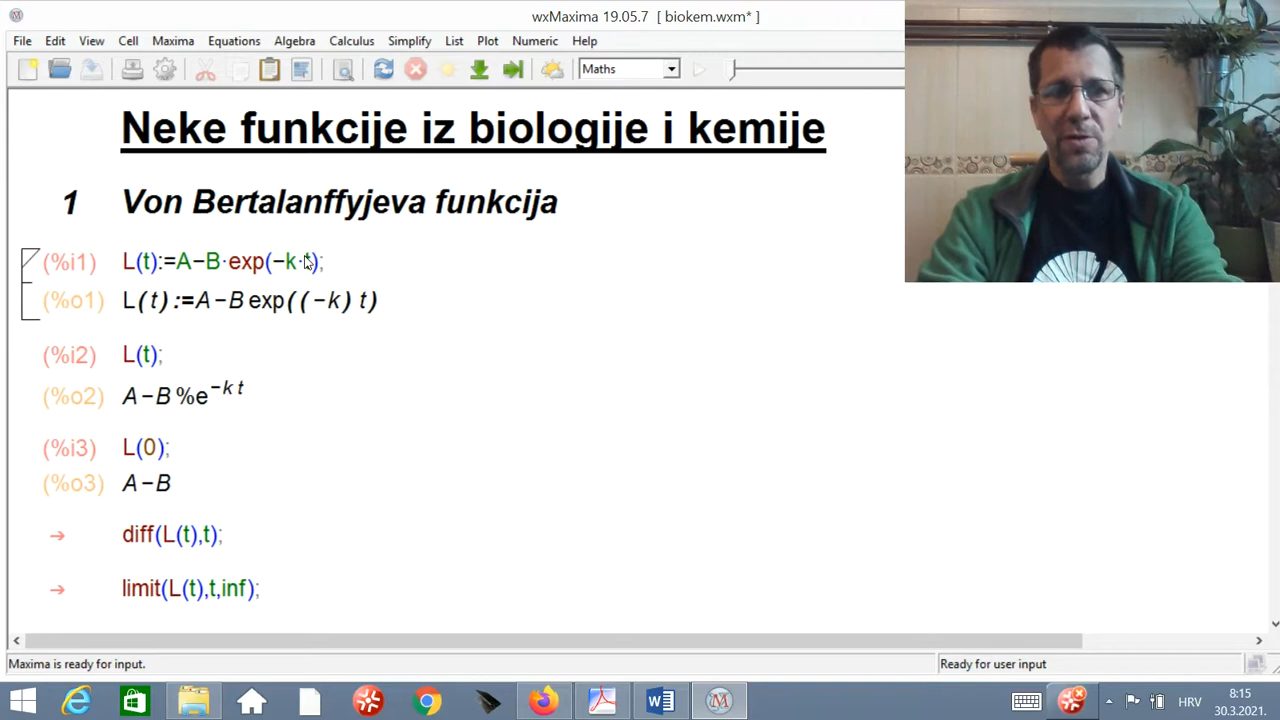 wxMaxima 19.05.7 [ biokem.wxm* ]
File Edit View Cell Maxima Equations Algebra Calculus Simplify List Plot Numeric Help
Maths
Neke funkcije iz biologije i kemije
1 Von Bertalanffyjeva funkcija
(%i1) L(t):=A−B·exp(−k·t);
(%o1) L(t):=A−B exp((−k) t)
(%i2) L(t);
(%o2) A−B %e^−k t
(%i3) L(0);
(%o3) A−B
➔ diff(L(t),t);
➔ limit(L(t),t,inf);
Maxima is ready for input. Ready for user input
HRV
8:15
30.3.2021.